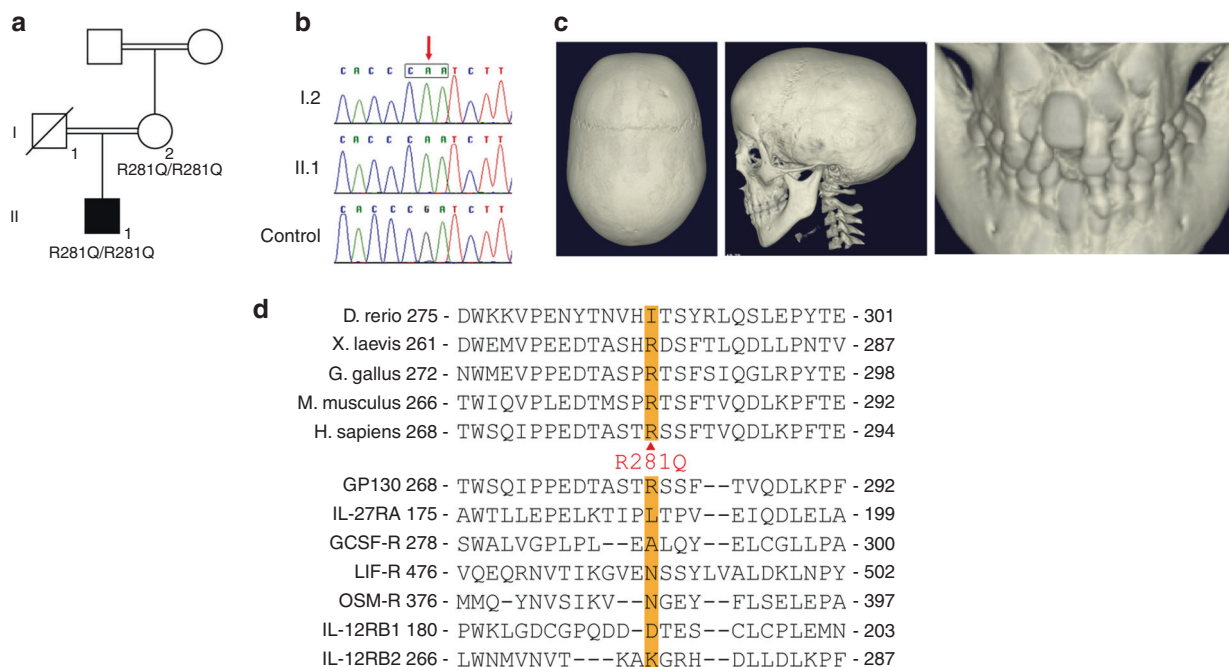 a
I
1
2
R281Q/R281Q
II
1
R281Q/R281Q
b
C A C C C A A T C T T
I.2
C A C C C A A T C T T
II.1
C A C C C G A T C T T
Control
c
d
D. rerio 275 - DWKKVPENYTNVHITSYRLQSLEPYTE - 301
X. laevis 261 - DWEMVPEEDTASHRDSFTLQDLLPNTV - 287
G. gallus 272 - NWMEVPPEDTASPRTSFSIQGLRPYTE - 298
M. musculus 266 - TWIQVPLEDTMSPRTSFTVQDLKPFTE - 292
H. sapiens 268 - TWSQIPPEDTASTRSSFTVQDLKPFTE - 294
R281Q
GP130 268 - TWSQIPPEDTASTRSSF--TVQDLKPF - 292
IL-27RA 175 - AWTLLEPELKTIPLTPV--EIQDLELA - 199
GCSF-R 278 - SWALVGPLPL--EALQY--ELCGLLPA - 300
LIF-R 476 - VQEQRNVTIKGVENSSYLVALDKLNPY - 502
OSM-R 376 - MMQ-YNVSIKV--NGEY--FLSELEPA - 397
IL-12RB1 180 - PWKLGDCGPQDD-DTES--CLCPLEMN - 203
IL-12RB2 266 - LWNMVNVT---KAKGRH--DLLDLKPF - 287